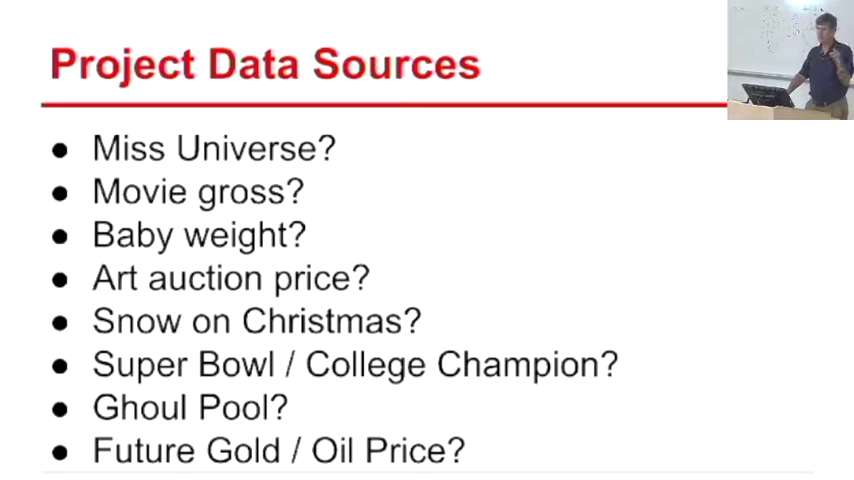 Project Data Sources
● Miss Universe?
● Movie gross?
● Baby weight?
● Art auction price?
● Snow on Christmas?
● Super Bowl / College Champion?
● Ghoul Pool?
● Future Gold / Oil Price?